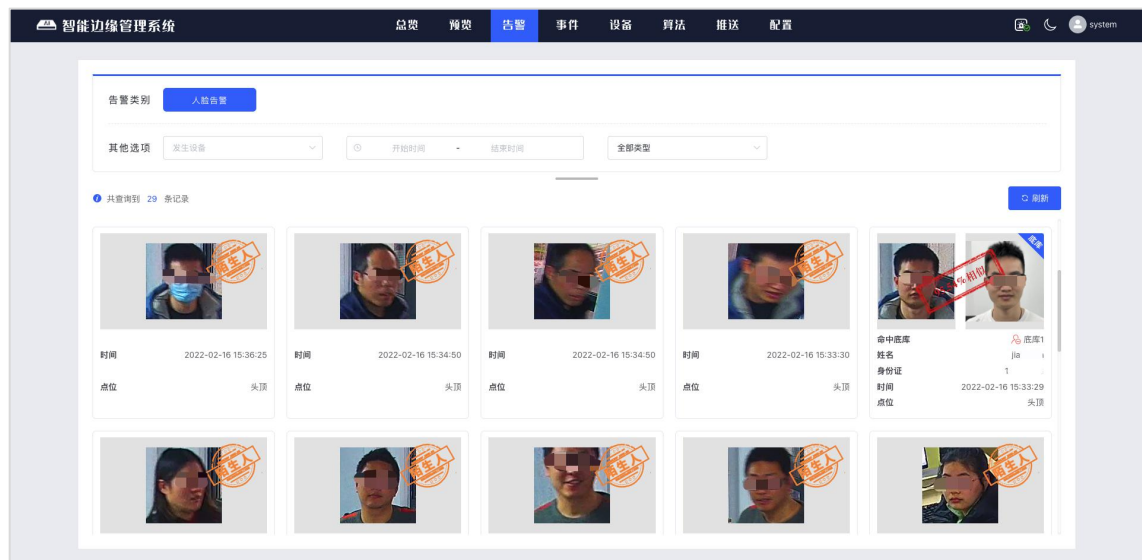 AI 智能边缘管理系统 总览 预览 告警 事件 设备 算法 推送 配置 system
告警类别 人脸告警
其他选项 发生设备 开始时间 - 结束时间 全部类型
共查询到 29 条记录 刷新
陌生人 陌生人 陌生人 陌生人 底库
%相似
命中底库 底库1
时间 2022-02-16 15:36:25 时间 2022-02-16 15:34:50 时间 2022-02-16 15:34:50 时间 2022-02-16 15:33:30 姓名 jia
身份证 1
点位 头顶 点位 头顶 点位 头顶 点位 头顶 时间 2022-02-16 15:33:29
点位 头顶
陌生人 陌生人 陌生人 陌生人 陌生人